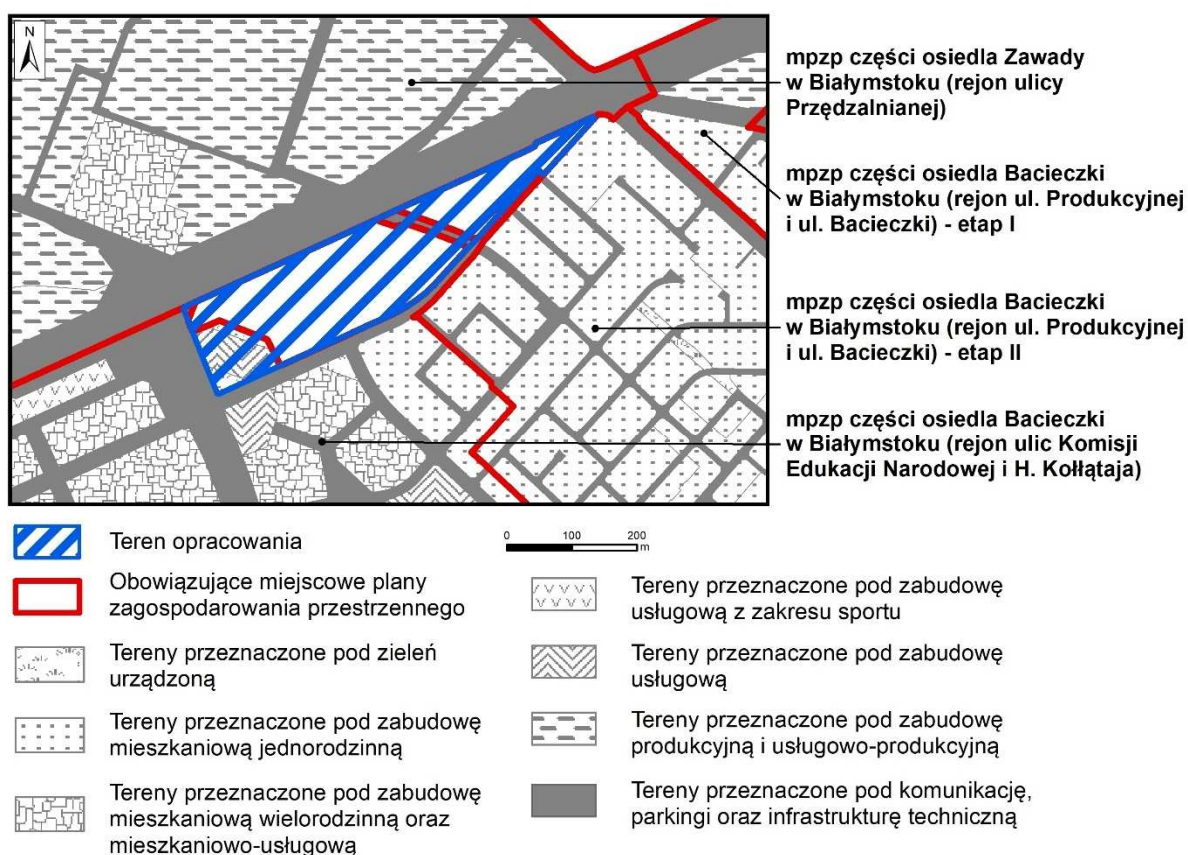 N
mpzp części osiedla Zawady
w Białymstoku (rejon ulicy
Przędzalnianej)
mpzp części osiedla Bacieczki
w Białymstoku (rejon ul. Produkcyjnej
i ul. Bacieczki) - etap I
mpzp części osiedla Bacieczki
w Białymstoku (rejon ul. Produkcyjnej
i ul. Bacieczki) - etap II
mpzp części osiedla Bacieczki
w Białymstoku (rejon ulic Komisji
Edukacji Narodowej i H. Kołłątaja)
Teren opracowania
0 100 200
m
Obowiązujące miejscowe plany
zagospodarowania przestrzennego
Tereny przeznaczone pod zieleń
urządzoną
Tereny przeznaczone pod zabudowę
mieszkaniową jednorodzinną
Tereny przeznaczone pod zabudowę
mieszkaniową wielorodzinną oraz
mieszkaniowo-usługową
Tereny przeznaczone pod zabudowę
usługową z zakresu sportu
Tereny przeznaczone pod zabudowę
usługową
Tereny przeznaczone pod zabudowę
produkcyjną i usługowo-produkcyjną
Tereny przeznaczone pod komunikację,
parkingi oraz infrastrukturę techniczną